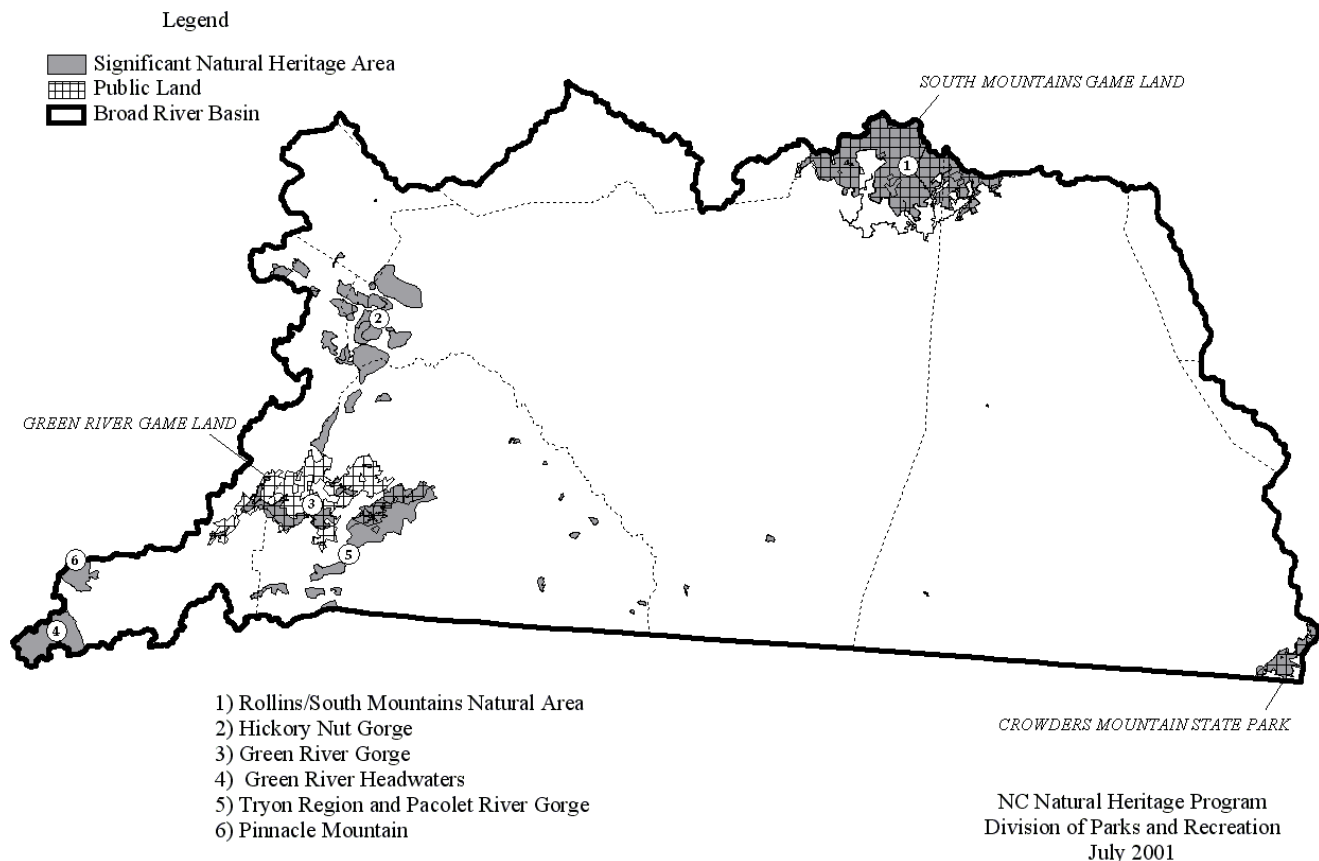 Legend
Significant Natural Heritage Area
Public Land
Broad River Basin
SOUTH MOUNTAINS GAME LAND
1
2
GREEN RIVER GAME LAND
3
5
6
4
CROWDERS MOUNTAIN STATE PARK
1) Rollins/South Mountains Natural Area
2) Hickory Nut Gorge
3) Green River Gorge
4) Green River Headwaters
5) Tryon Region and Pacolet River Gorge
6) Pinnacle Mountain
NC Natural Heritage Program
Division of Parks and Recreation
July 2001